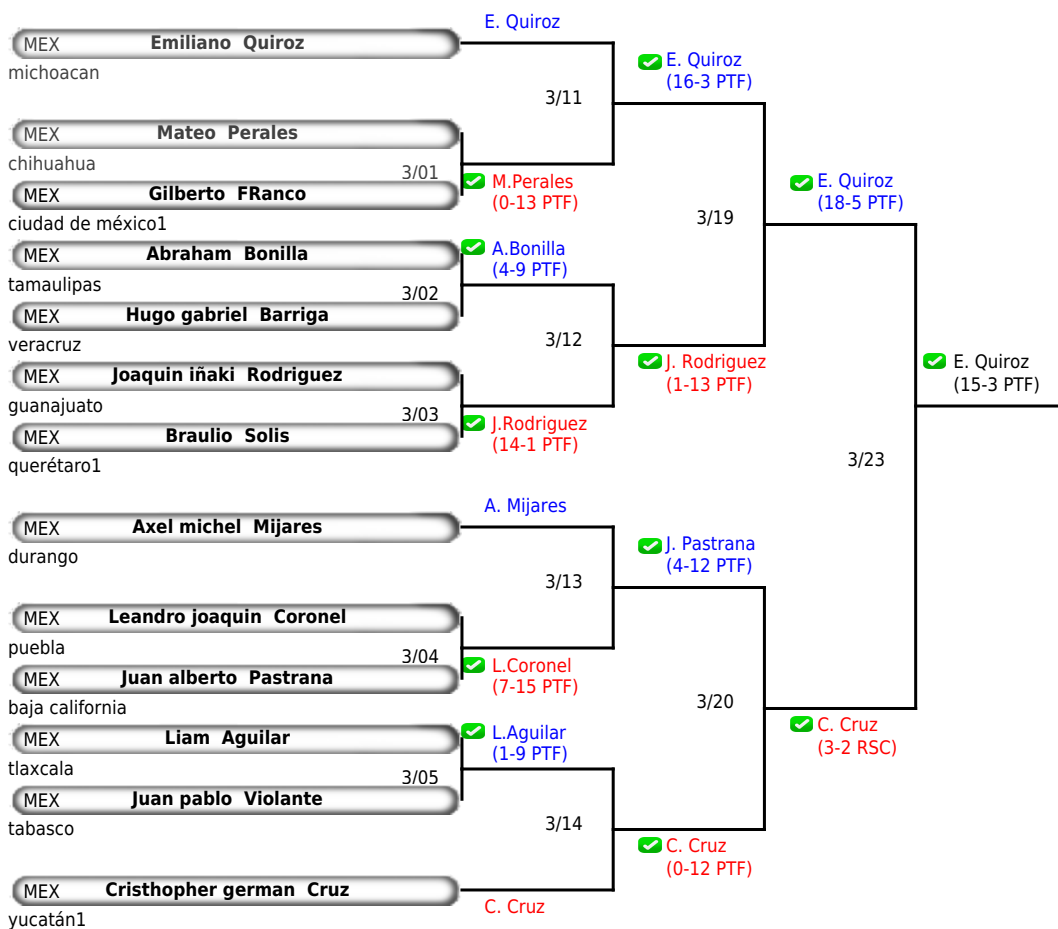 E. Quiroz
MEX Emiliano Quiroz
michoacan
E. Quiroz
(16-3 PTF)
3/11
MEX Mateo Perales
chihuahua
3/01
M.Perales
(0-13 PTF)
MEX Gilberto FRanco
ciudad de méxico1
E. Quiroz
(18-5 PTF)
3/19
MEX Abraham Bonilla
tamaulipas
A.Bonilla
(4-9 PTF)
3/02
MEX Hugo gabriel Barriga
veracruz
3/12
J. Rodriguez
(1-13 PTF)
E. Quiroz
(15-3 PTF)
MEX Joaquin iñaki Rodriguez
guanajuato
3/03
J.Rodriguez
(14-1 PTF)
MEX Braulio Solis
querétaro1
3/23
A. Mijares
MEX Axel michel Mijares
durango
J. Pastrana
(4-12 PTF)
3/13
MEX Leandro joaquin Coronel
puebla
3/04
L.Coronel
(7-15 PTF)
MEX Juan alberto Pastrana
baja california
3/20
C. Cruz
(3-2 RSC)
MEX Liam Aguilar
tlaxcala
L.Aguilar
(1-9 PTF)
3/05
MEX Juan pablo Violante
tabasco
3/14
C. Cruz
(0-12 PTF)
MEX Cristhopher german Cruz
yucatán1
C. Cruz